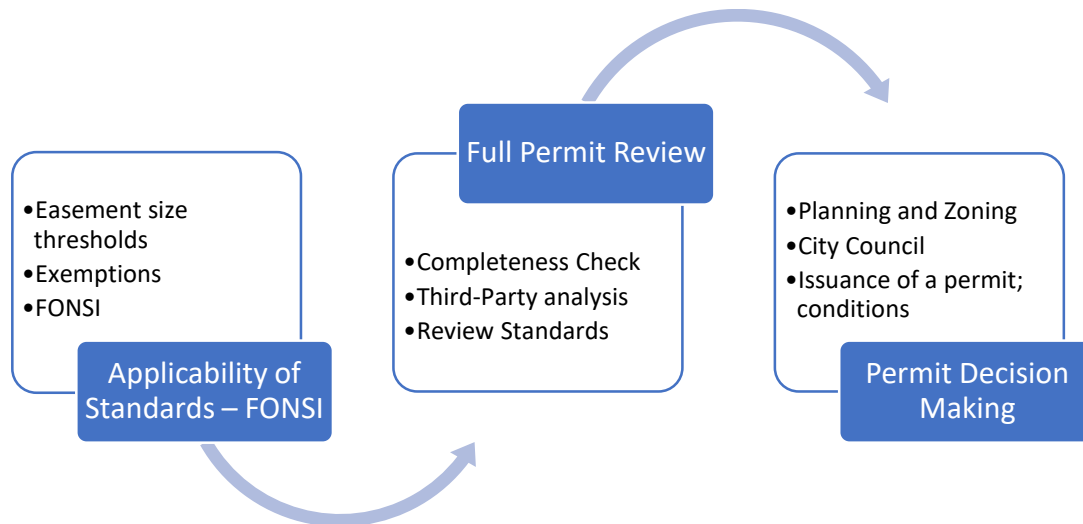 •Easement size
thresholds
•Exemptions
•FONSI
Applicability of
Standards – FONSI
Full Permit Review
•Completeness Check
•Third-Party analysis
•Review Standards
•Planning and Zoning
•City Council
•Issuance of a permit;
conditions
Permit Decision
Making